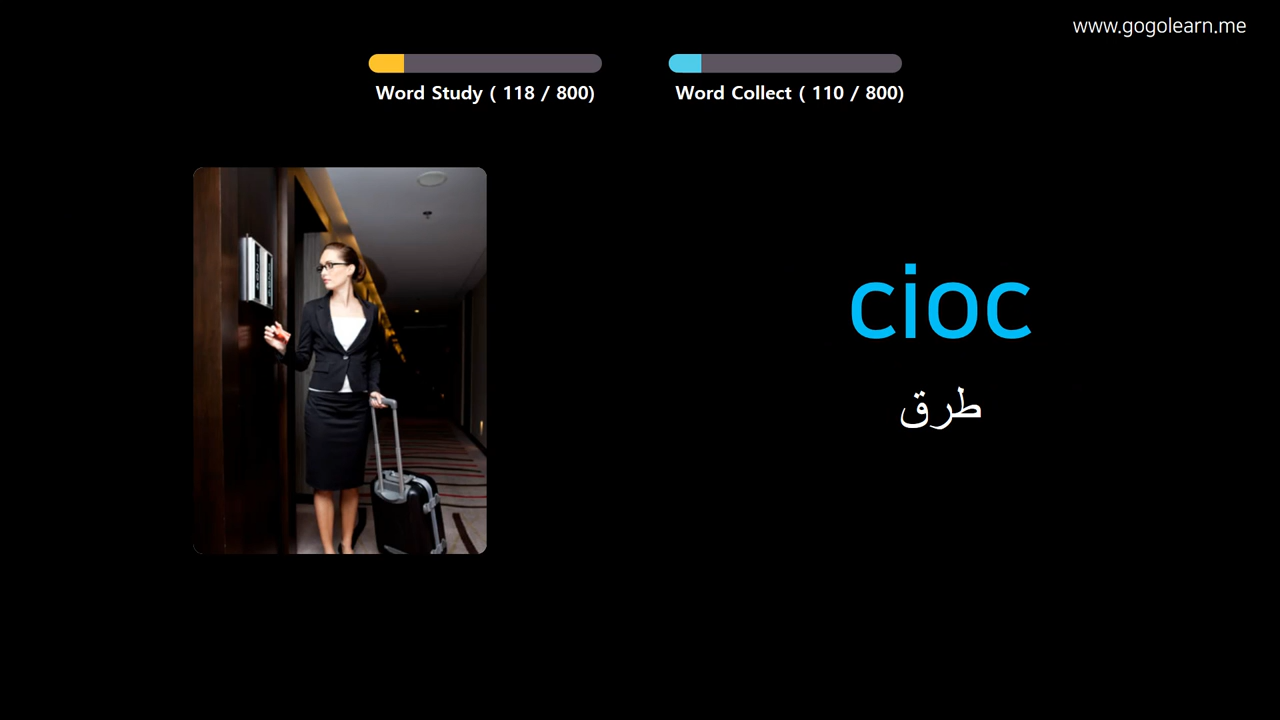 www.gogolearn.me
Word Study ( 118 / 800)
Word Collect ( 110 / 800)
cioc
طرق